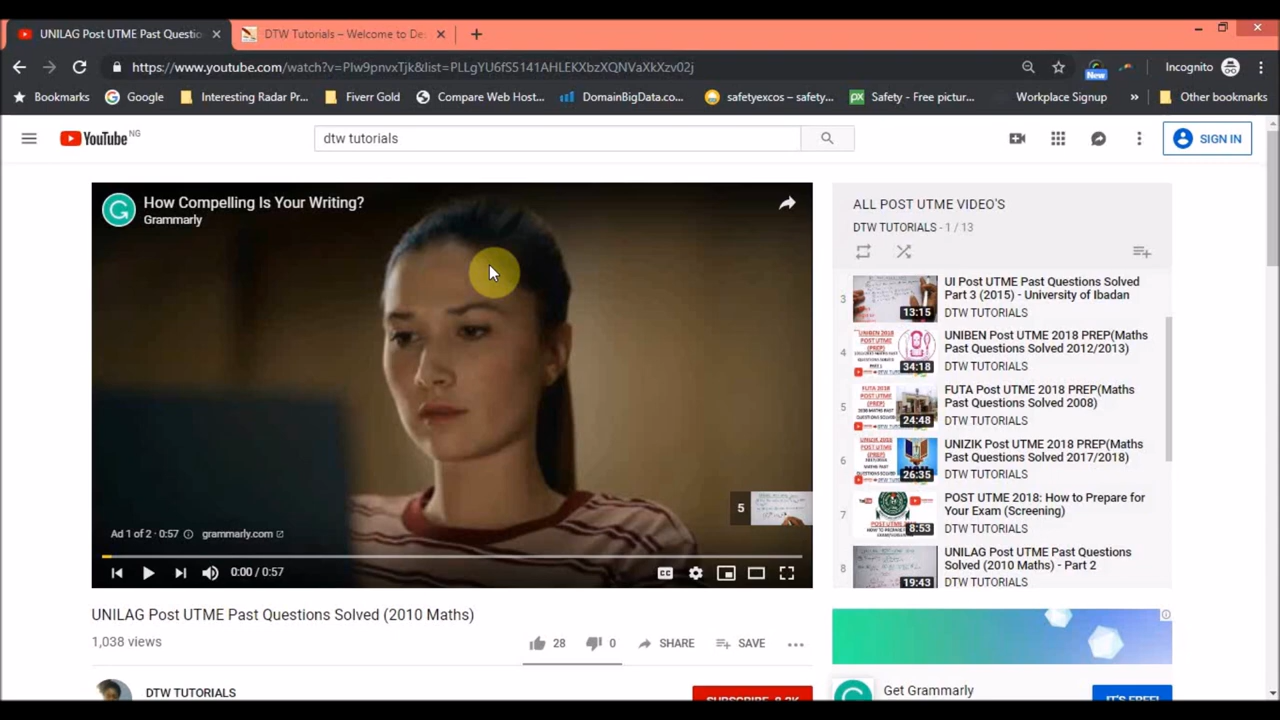 UNILAG Post UTME Past Questio
DTW Tutorials – Welcome to De
https://www.youtube.com/watch?v=Plw9pnvxTjk&list=PLLgYU6fS5141AHLEKXbzXQNVaXkXzv02j
New
Incognito
Bookmarks
Google
Interesting Radar Pr...
Fiverr Gold
Compare Web Host...
DomainBigData.co...
safetyexcos – safety...
px
Safety - Free pictur...
Workplace Signup
»
Other bookmarks
YouTube NG
dtw tutorials
SIGN IN
How Compelling Is Your Writing?
Grammarly
5
Ad 1 of 2 · 0:57
grammarly.com
0:00 / 0:57
CC
UNILAG Post UTME Past Questions Solved (2010 Maths)
1,038 views
28
0
SHARE
SAVE
DTW TUTORIALS
ALL POST UTME VIDEO'S
DTW TUTORIALS - 1 / 13
3
13:15
UI Post UTME Past Questions Solved
Part 3 (2015) - University of Ibadan
DTW TUTORIALS
4
34:18
UNIBEN Post UTME 2018 PREP(Maths
Past Questions Solved 2012/2013)
DTW TUTORIALS
5
24:48
FUTA Post UTME 2018 PREP(Maths
Past Questions Solved 2008)
DTW TUTORIALS
6
26:35
UNIZIK Post UTME 2018 PREP(Maths
Past Questions Solved 2017/2018)
DTW TUTORIALS
7
8:53
POST UTME 2018: How to Prepare for
Your Exam (Screening)
DTW TUTORIALS
8
19:43
UNILAG Post UTME Past Questions
Solved (2010 Maths) - Part 2
DTW TUTORIALS
Get Grammarly